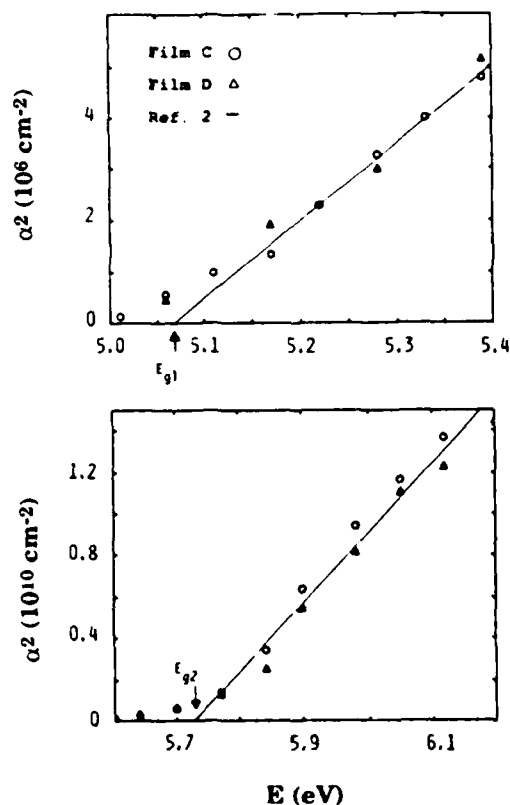 Film C ○
Film D △
Ref. 2 —
α² (10⁶ cm⁻²)
4
2
0
5.0 5.1 5.2 5.3 5.4
E_g1
α² (10¹⁰ cm⁻²)
1.2
0.8
0.4
0
E_g2
5.7 5.9 6.1
E (eV)